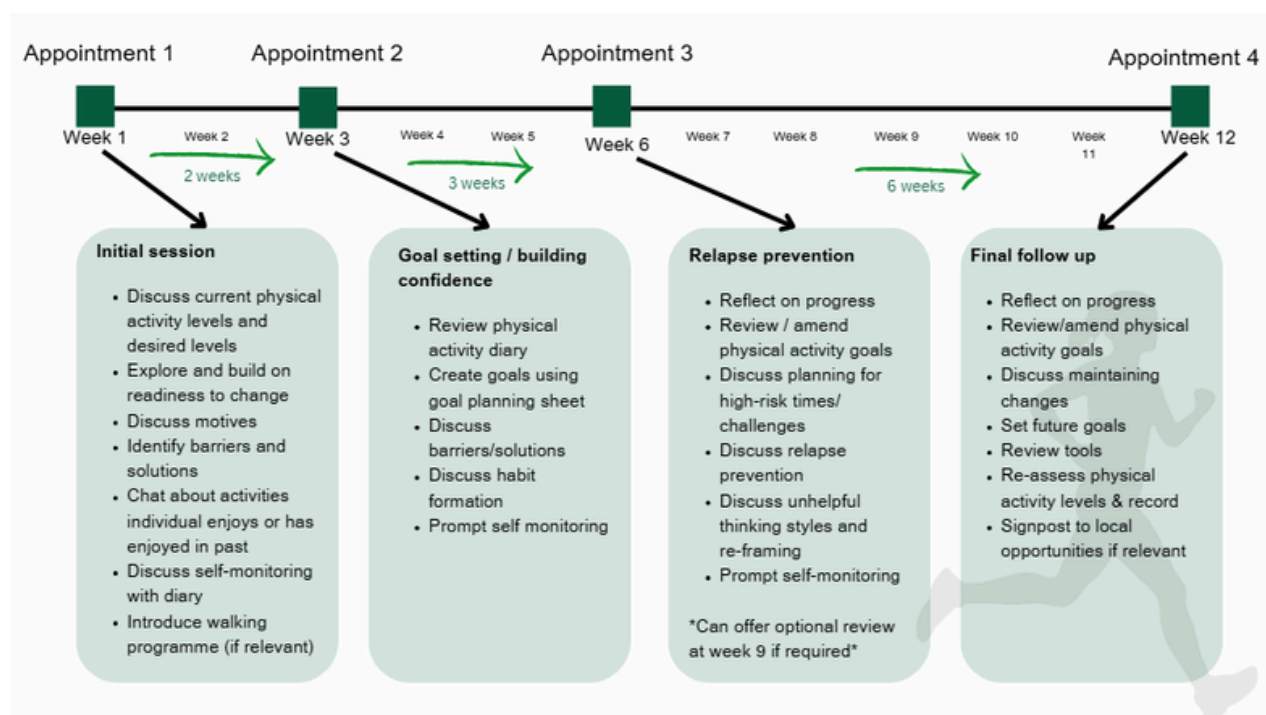 Appointment 1
Appointment 2
Appointment 3
Appointment 4
Week 1
Week 2
Week 3
Week 4
Week 5
Week 6
Week 7
Week 8
Week 9
Week 10
Week
11
Week 12
2 weeks
3 weeks
6 weeks
Initial session
• Discuss current physical
activity levels and
desired levels
• Explore and build on
readiness to change
• Discuss motives
• Identify barriers and
solutions
• Chat about activities
individual enjoys or has
enjoyed in past
• Discuss self-monitoring
with diary
• Introduce walking
programme (if relevant)
Goal setting / building
confidence
• Review physical
activity diary
• Create goals using
goal planning sheet
• Discuss
barriers/solutions
• Discuss habit
formation
• Prompt self monitoring
Relapse prevention
• Reflect on progress
• Review / amend
physical activity goals
• Discuss planning for
high-risk times/
challenges
• Discuss relapse
prevention
• Discuss unhelpful
thinking styles and
re-framing
• Prompt self-monitoring
*Can offer optional review
at week 9 if required*
Final follow up
• Reflect on progress
• Review/amend physical
activity goals
• Discuss maintaining
changes
• Set future goals
• Review tools
• Re-assess physical
activity levels & record
• Signpost to local
opportunities if relevant